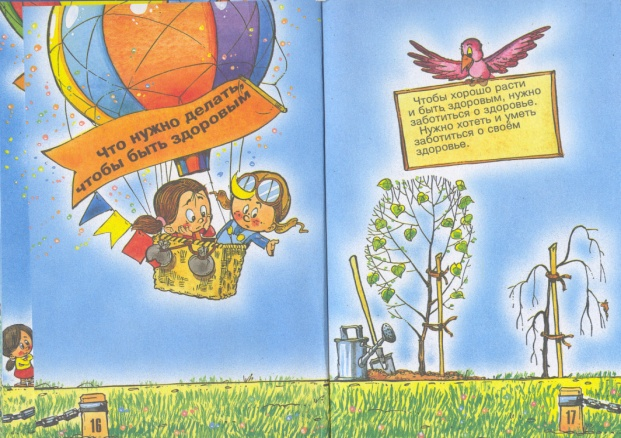 Что нужно делать,
чтобы быть здоровым
Чтобы хорошо расти
и быть здоровым, нужно
заботиться о здоровье.
Нужно хотеть и уметь
заботиться о своём
здоровье.
16
17